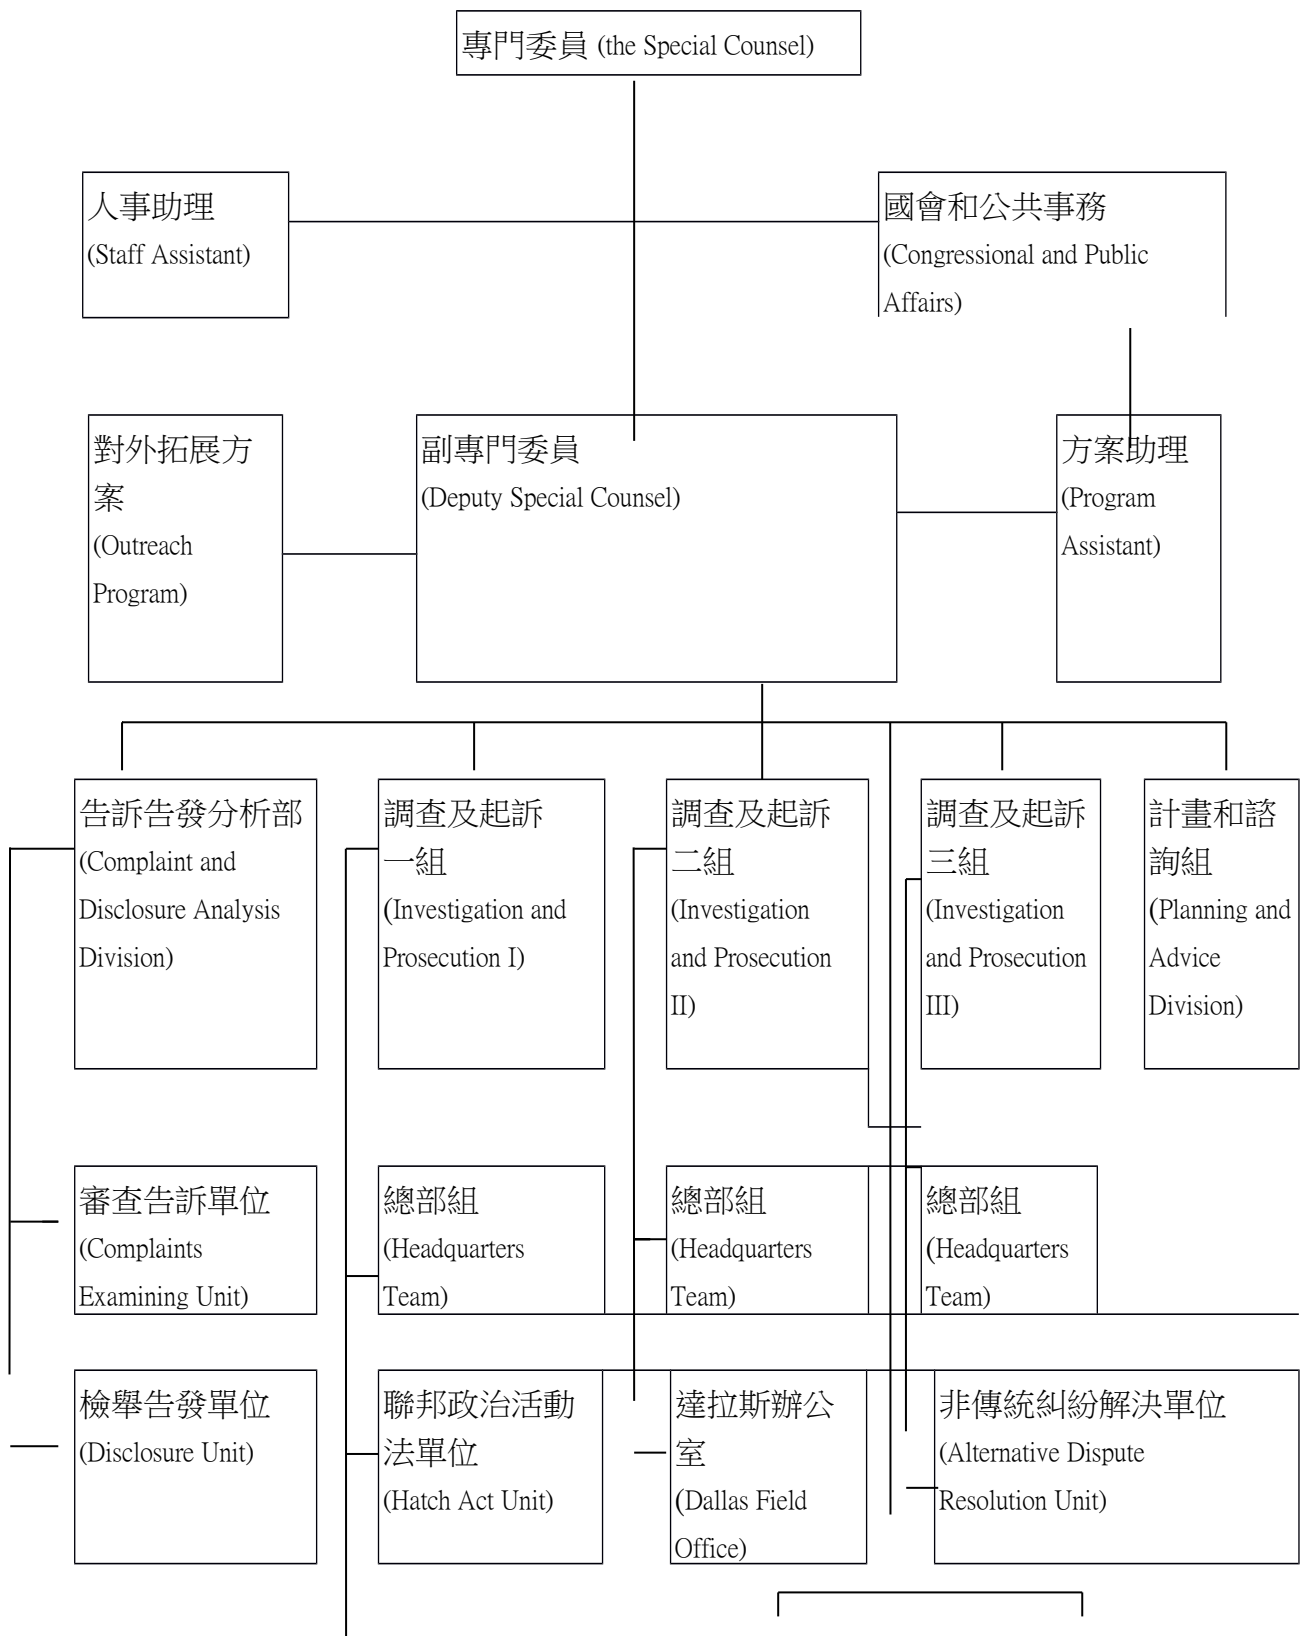 專門委員 (the Special Counsel)
人事助理
(Staff Assistant)
國會和公共事務
(Congressional and Public
Affairs)
對外拓展方
案
(Outreach
Program)
副專門委員
(Deputy Special Counsel)
方案助理
(Program
Assistant)
告訴告發分析部
(Complaint and
Disclosure Analysis
Division)
調查及起訴
一組
(Investigation and
Prosecution I)
調查及起訴
二組
(Investigation
and Prosecution
II)
調查及起訴
三組
(Investigation
and Prosecution
III)
計畫和諮
詢組
(Planning and
Advice
Division)
審查告訴單位
(Complaints
Examining Unit)
總部組
(Headquarters
Team)
總部組
(Headquarters
Team)
總部組
(Headquarters
Team)
檢舉告發單位
(Disclosure Unit)
聯邦政治活動
法單位
(Hatch Act Unit)
達拉斯辦公
室
(Dallas Field
Office)
非傳統糾紛解決單位
(Alternative Dispute
Resolution Unit)